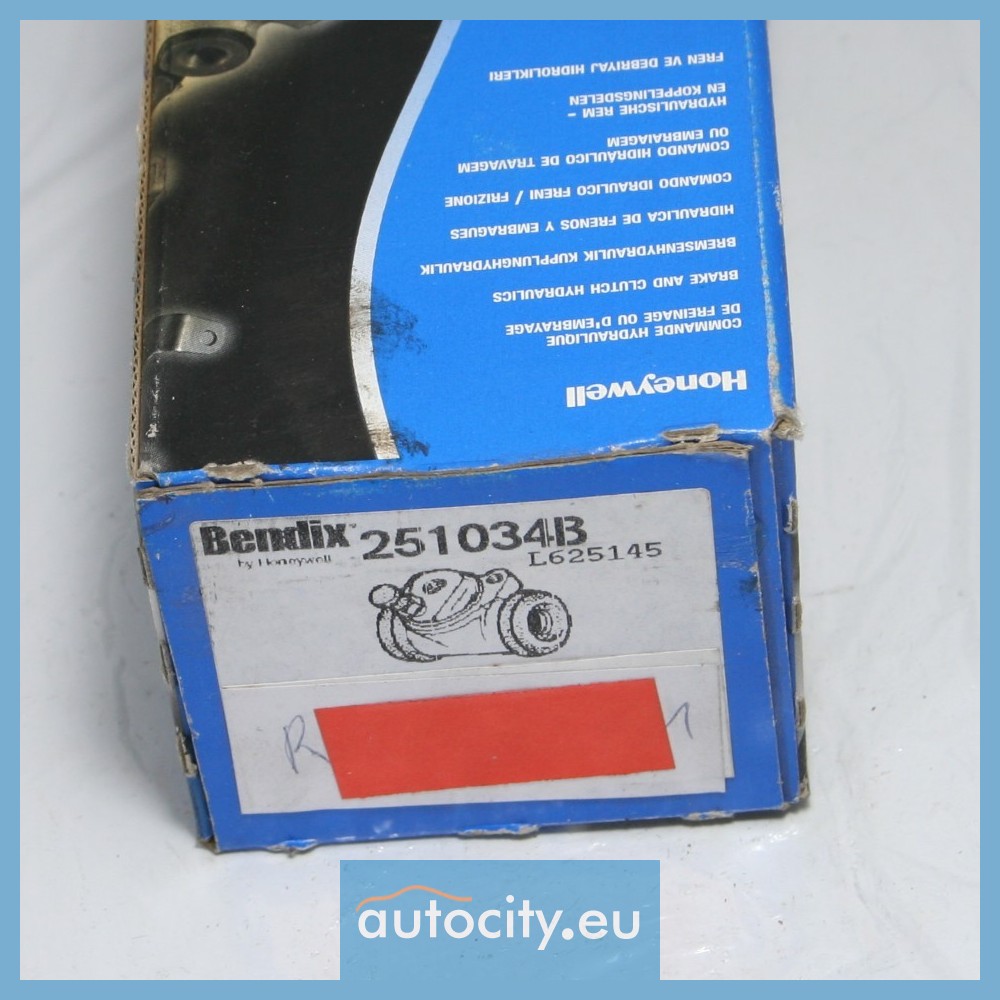 Honeywell
COMMANDE HYDRAULIQUE
DE FREINAGE OU D'EMBRAYAGE
BRAKE AND CLUTCH HYDRAULICS
BREMSENHYDRAULIK KUPPLUNGHYDRAULIK
HIDRAULICA DE FRENOS Y EMBRAGUES
COMANDO IDRAULICO FRENI / FRIZIONE
COMANDO HIDRÁULICO DE TRAVAGEM
OU EMBRAIAGEM
HYDRAULISCHE REM –
EN KOPPELINGSDELEN
FREN VE DEBRIYAJ HIDROLIKLERI
Bendix™ 251034B
by Honeywell L625145
R
autocity.eu